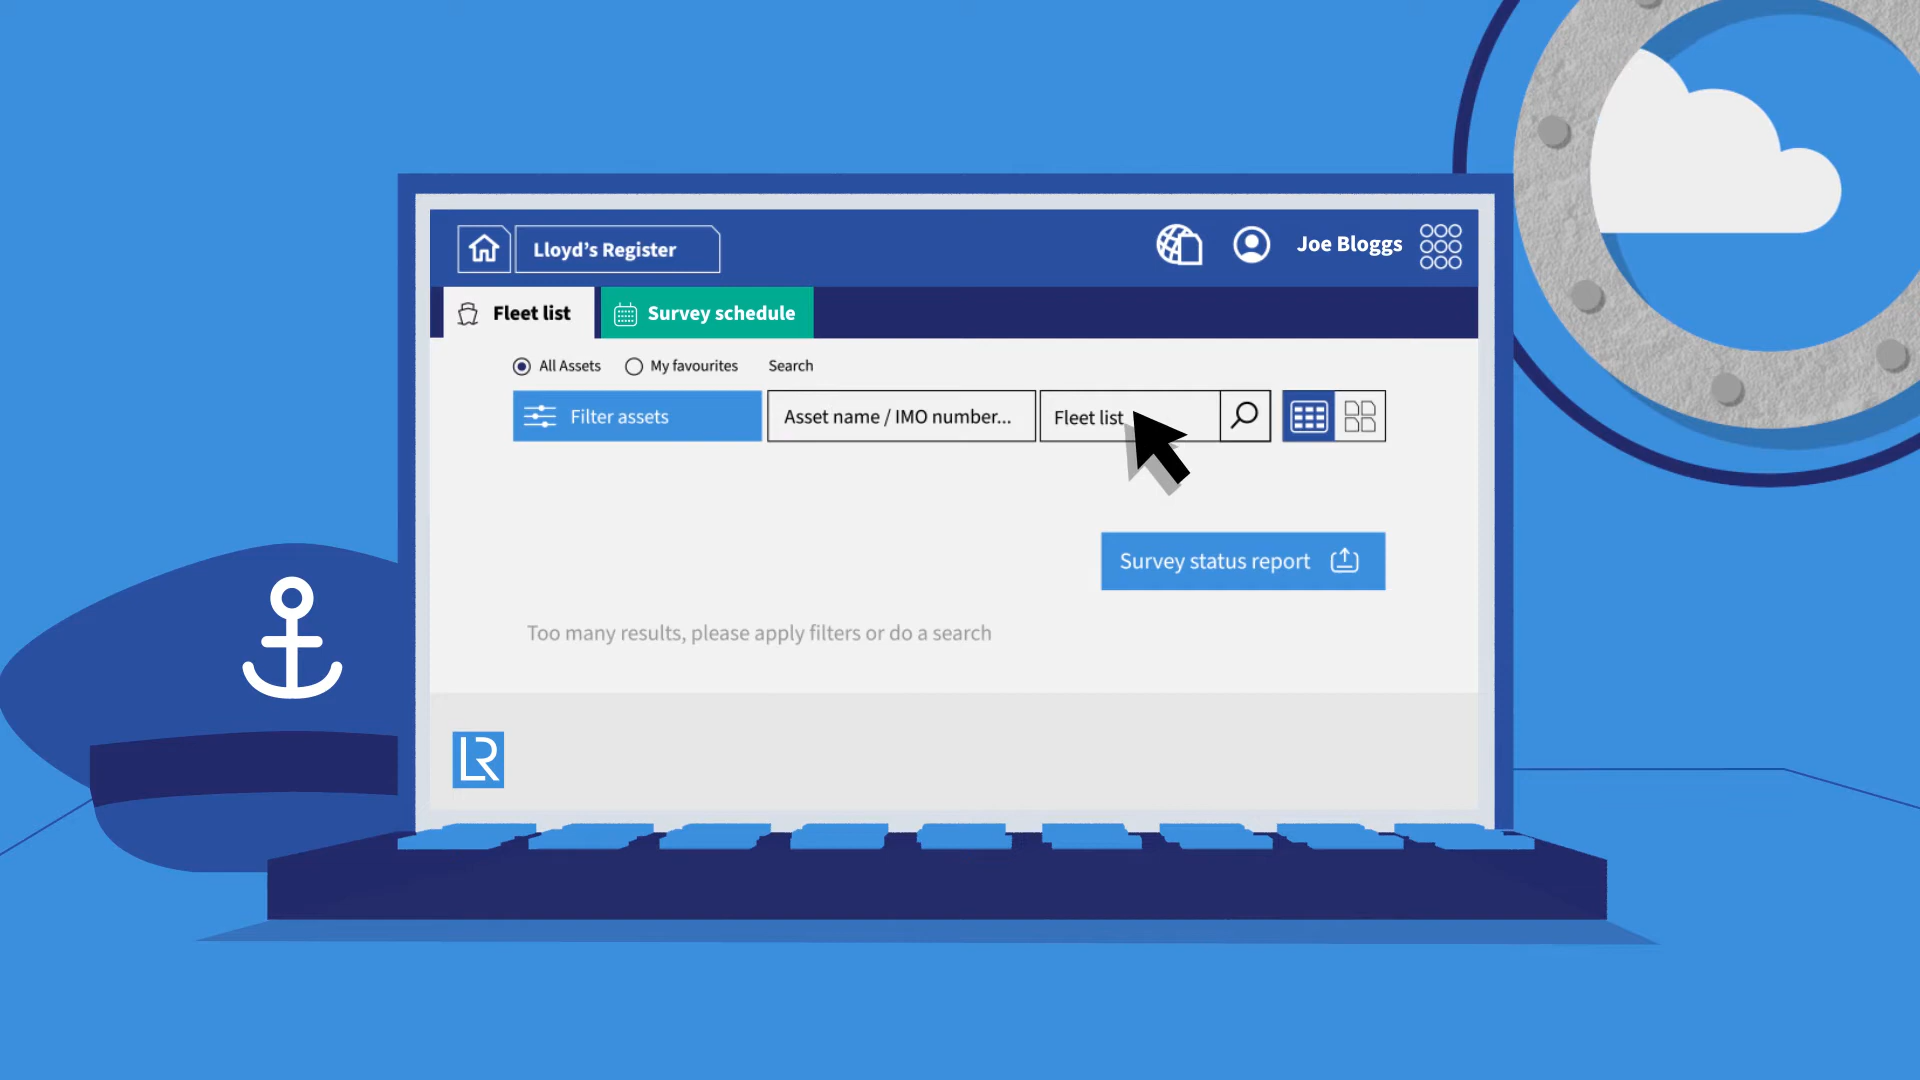 Lloyd's Register
Joe Bloggs
Fleet list
Survey schedule
All Assets
My favourites
Search
Filter assets
Asset name / IMO number...
Fleet list
Survey status report
Too many results, please apply filters or do a search
LR